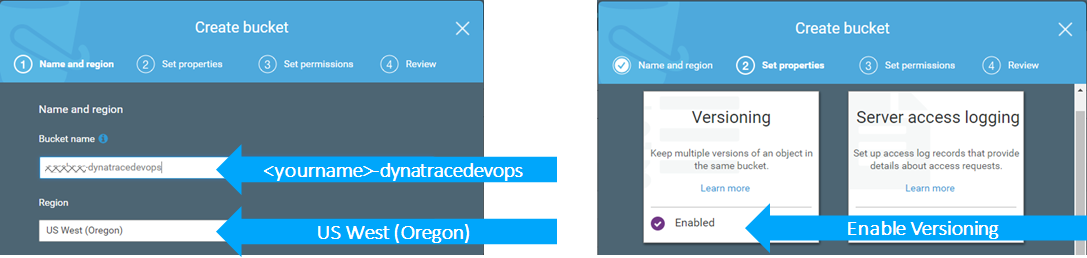 Create bucket
1 Name and region 2 Set properties 3 Set permissions 4 Review
Name and region
Bucket name
-dynatracedevops
<yourname>-dynatracedevops
Region
US West (Oregon)
US West (Oregon)
Create bucket
Name and region 2 Set properties 3 Set permissions 4 Review
Versioning
Keep multiple versions of an object in
the same bucket.
Learn more
Enabled
Server access logging
Set up access log records that provide
details about access requests.
Learn more
Enable Versioning